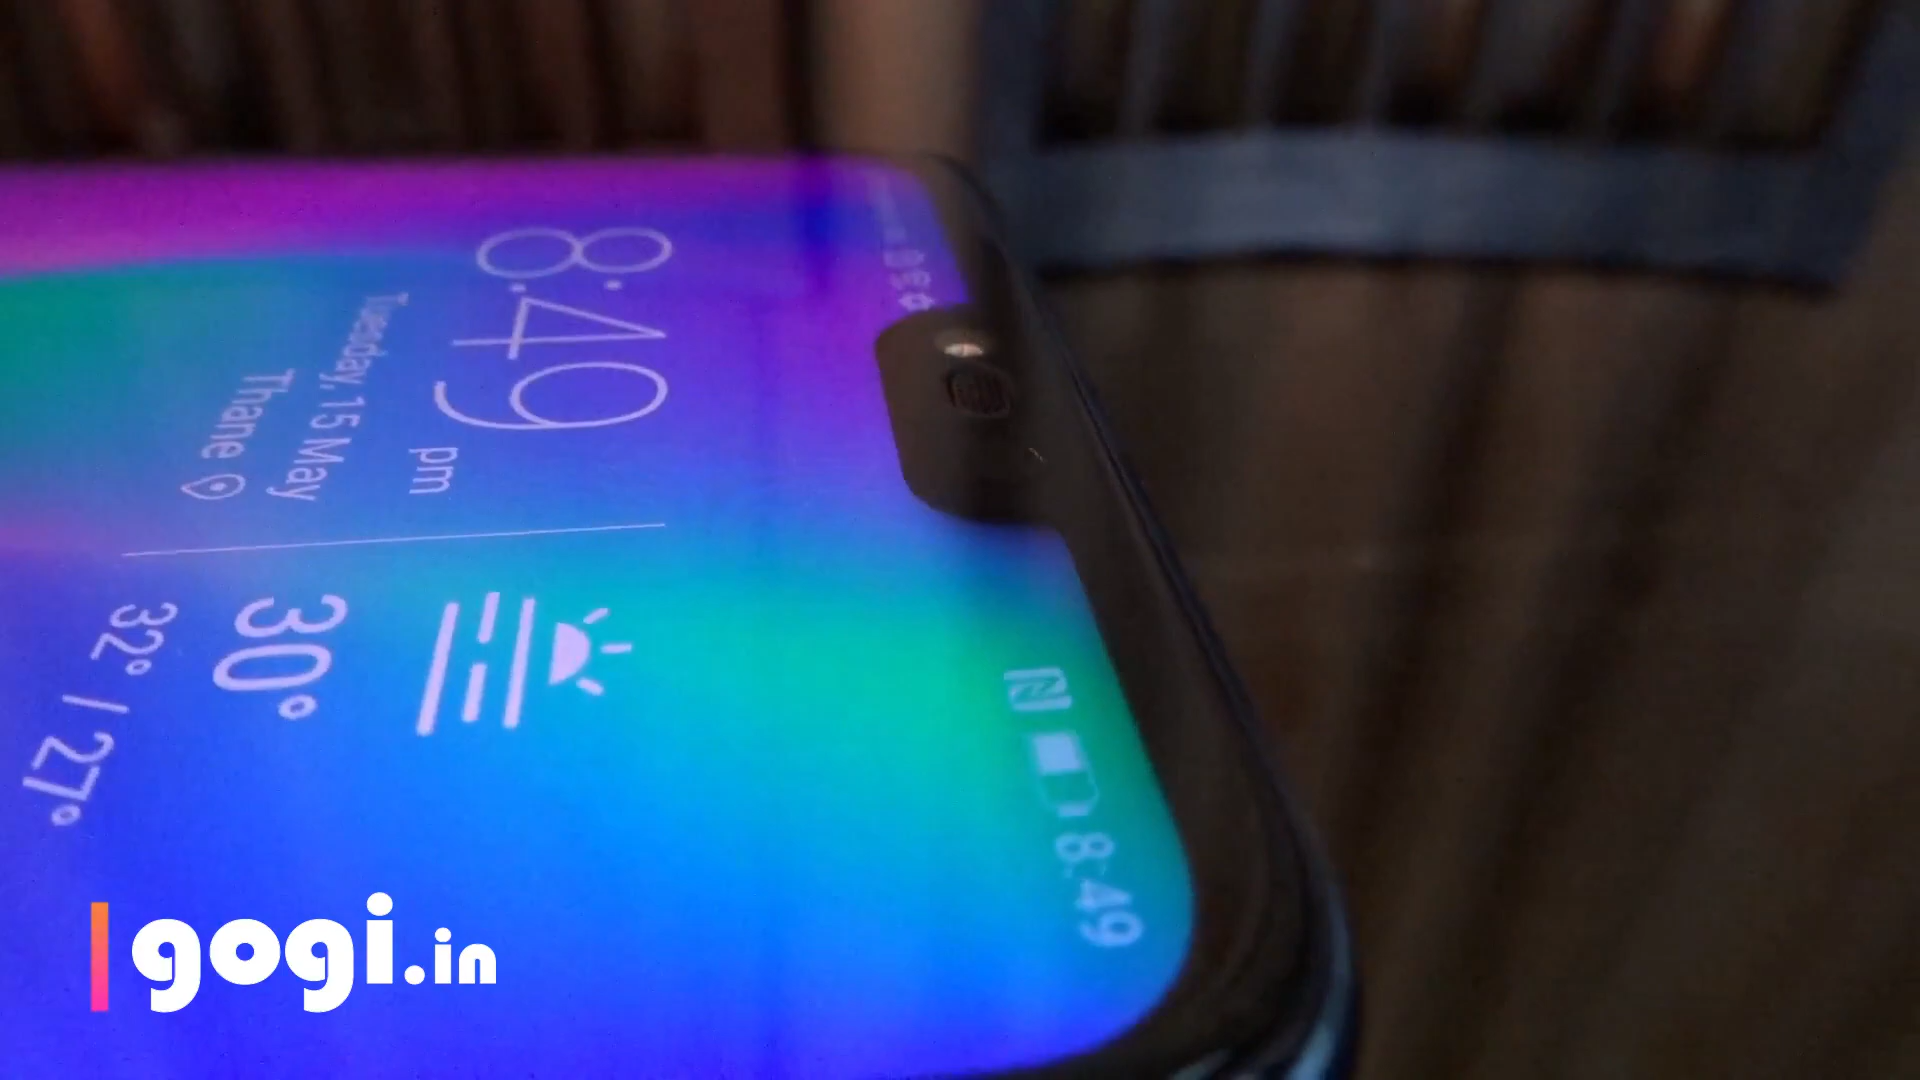 8:49
8:49 pm
Tuesday, 15 May
Thane
30°
32° / 27°
gogi.in